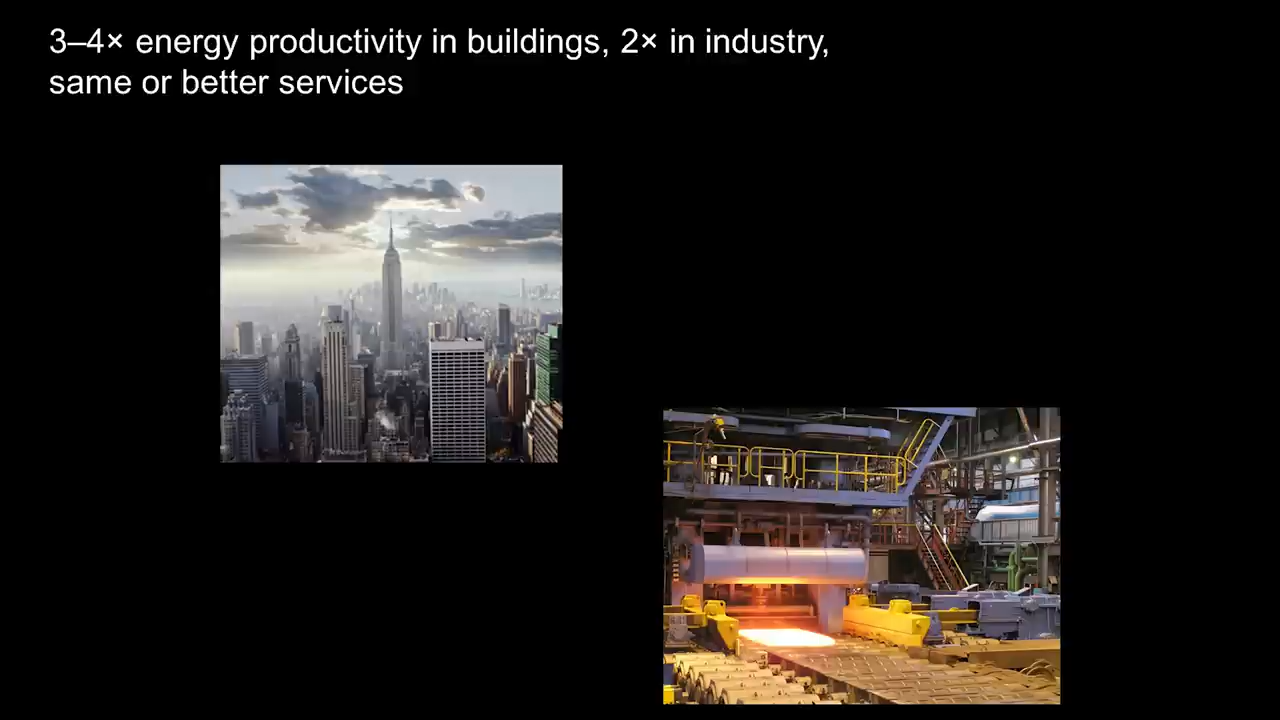 3–4× energy productivity in buildings, 2× in industry,
same or better services